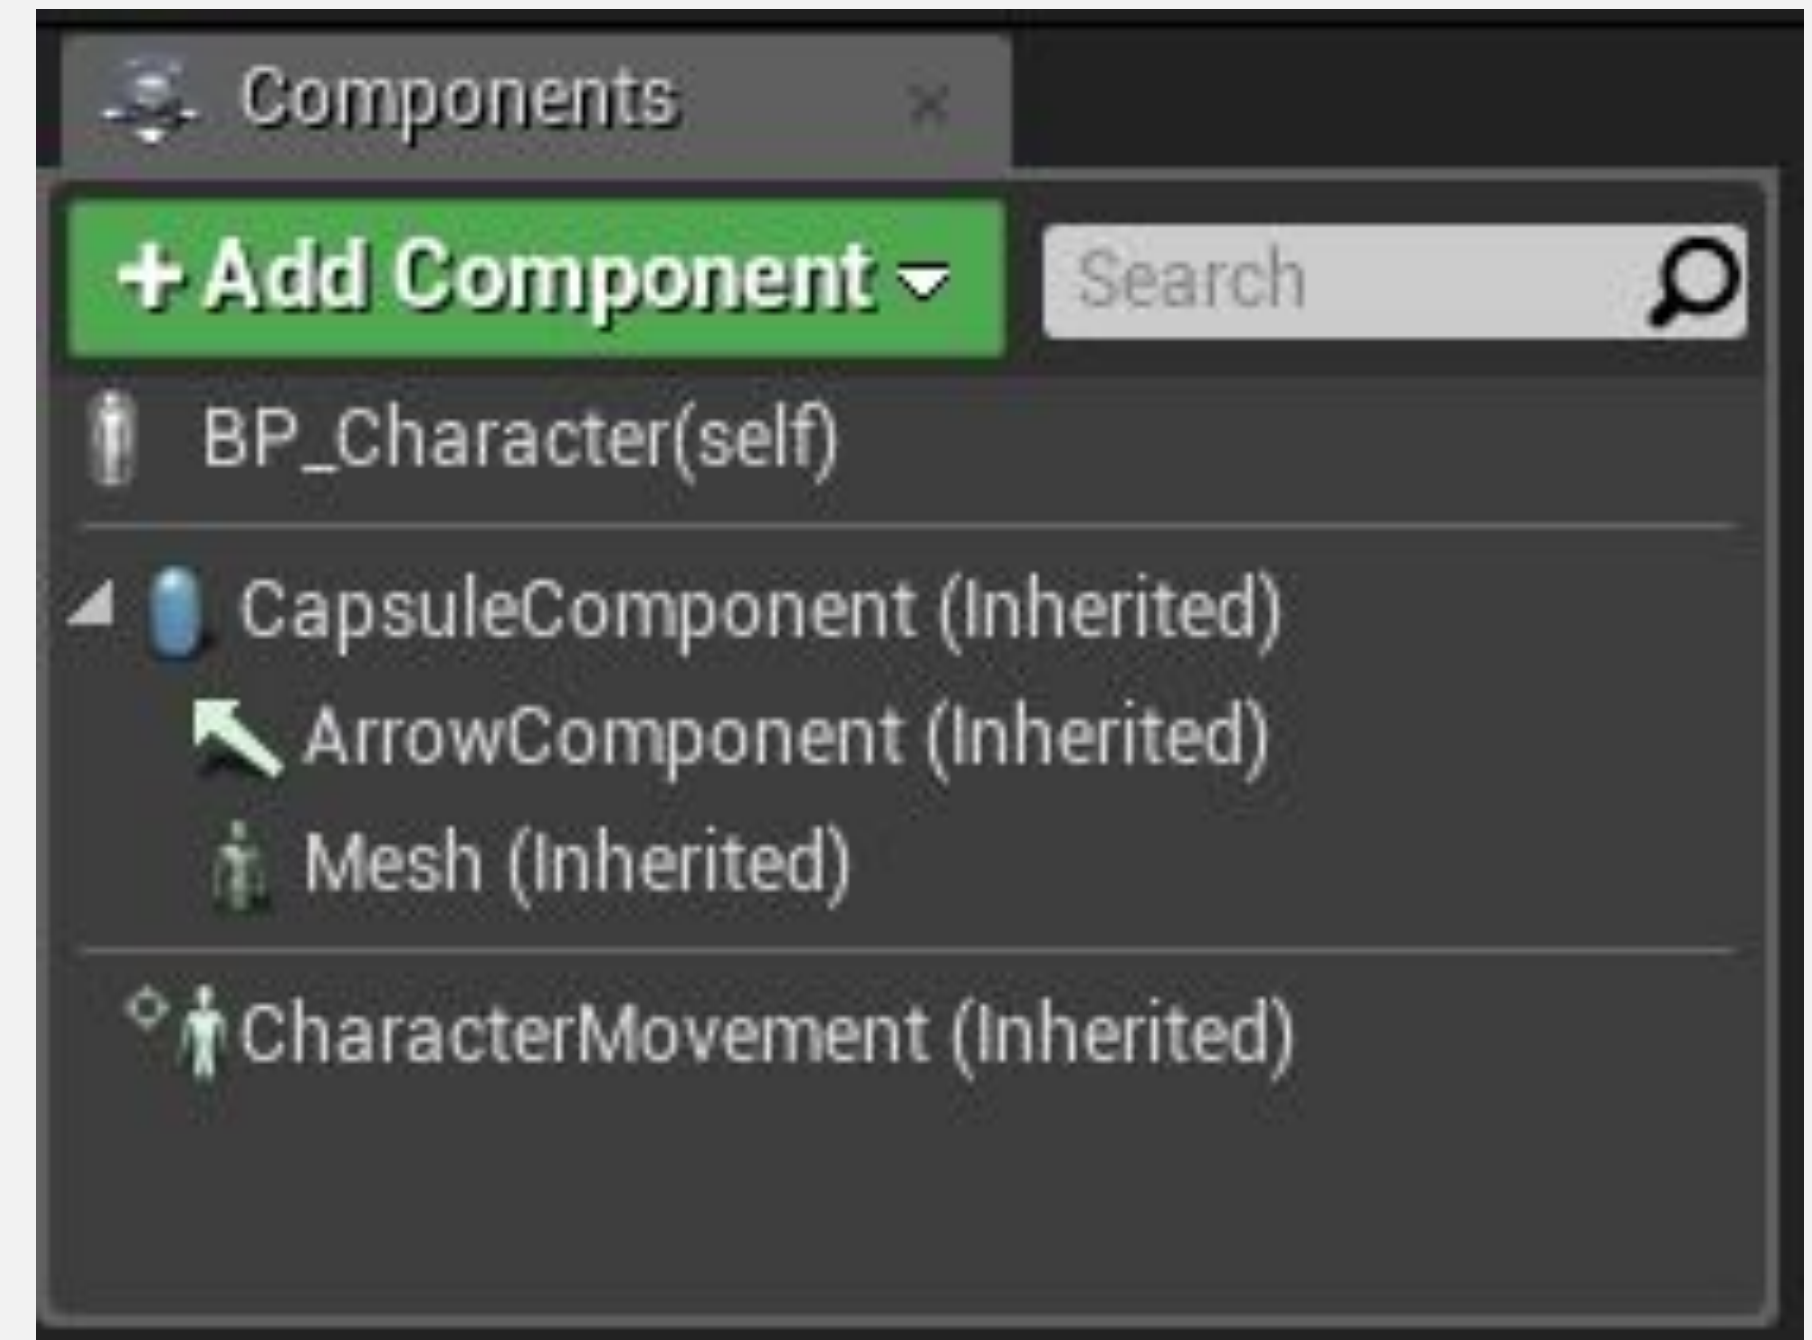 Components
+ Add Component
Search
BP_Character(self)
CapsuleComponent (Inherited)
ArrowComponent (Inherited)
Mesh (Inherited)
CharacterMovement (Inherited)